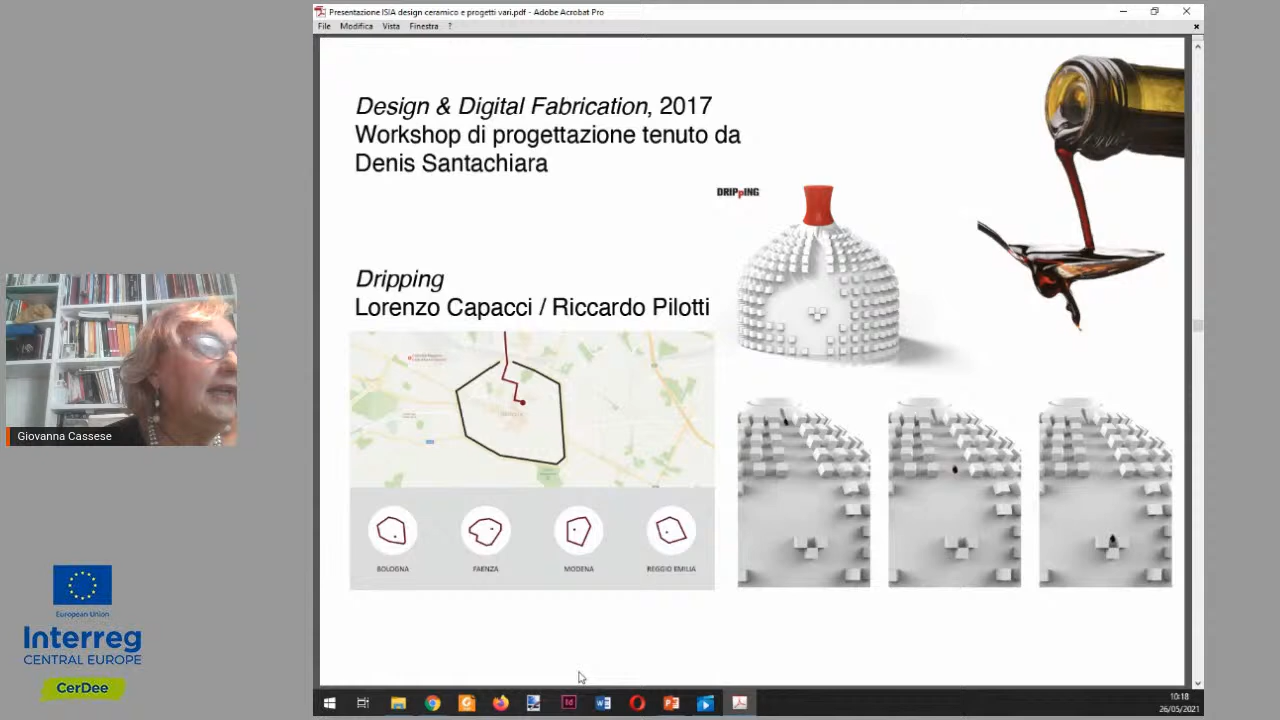 Presentazione ISIA design ceramico e progetti vari.pdf - Adobe Acrobat Pro
File Modifica Vista Finestra ?
Design & Digital Fabrication, 2017
Workshop di progettazione tenuto da
Denis Santachiara
DRIPpING
Dripping
Lorenzo Capacci / Riccardo Pilotti
BOLOGNA FAENZA MODENA REGGIO EMILIA
Giovanna Cassese
European Union
Interreg
CENTRAL EUROPE
CerDee
10:18
26/05/2021